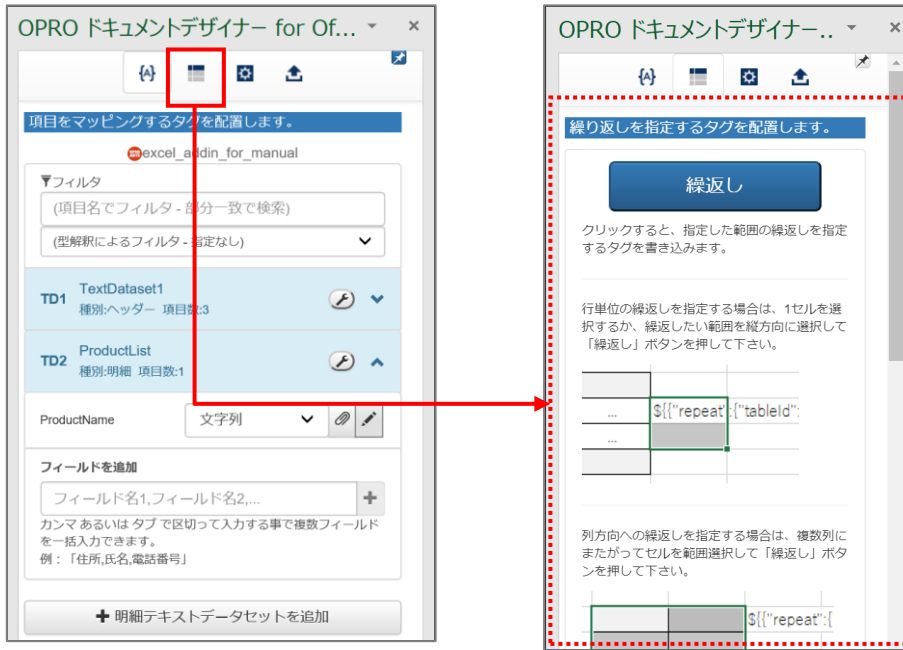 OPRO ドキュメントデザイナー for Of...
項目をマッピングするタグを配置します。
excel_addin_for_manual
フィルタ
(項目名でフィルタ - 部分一致で検索)
(型解釈によるフィルタ - 指定なし)
TD1
TextDataset1
種別:ヘッダー 項目数:3
TD2
ProductList
種別:明細 項目数:1
ProductName
文字列
フィールドを追加
フィールド名1,フィールド名2,...
カンマ あるいは タブ で区切って入力する事で複数フィールド
を一括入力できます。
例：「住所,氏名,電話番号」
明細テキストデータセットを追加
OPRO ドキュメントデザイナー..
繰り返しを指定するタグを配置します。
繰返し
クリックすると、指定した範囲の繰返しを指定
するタグを書き込みます。
行単位の繰返しを指定する場合は、1セルを選
択するか、繰返したい範囲を縦方向に選択して
「繰返し」ボタンを押して下さい。
... ${{"repeat":{"tableId":
...
列方向への繰返しを指定する場合は、複数列に
またがってセルを範囲選択して「繰返し」ボタ
ンを押して下さい。
${{"repeat":{